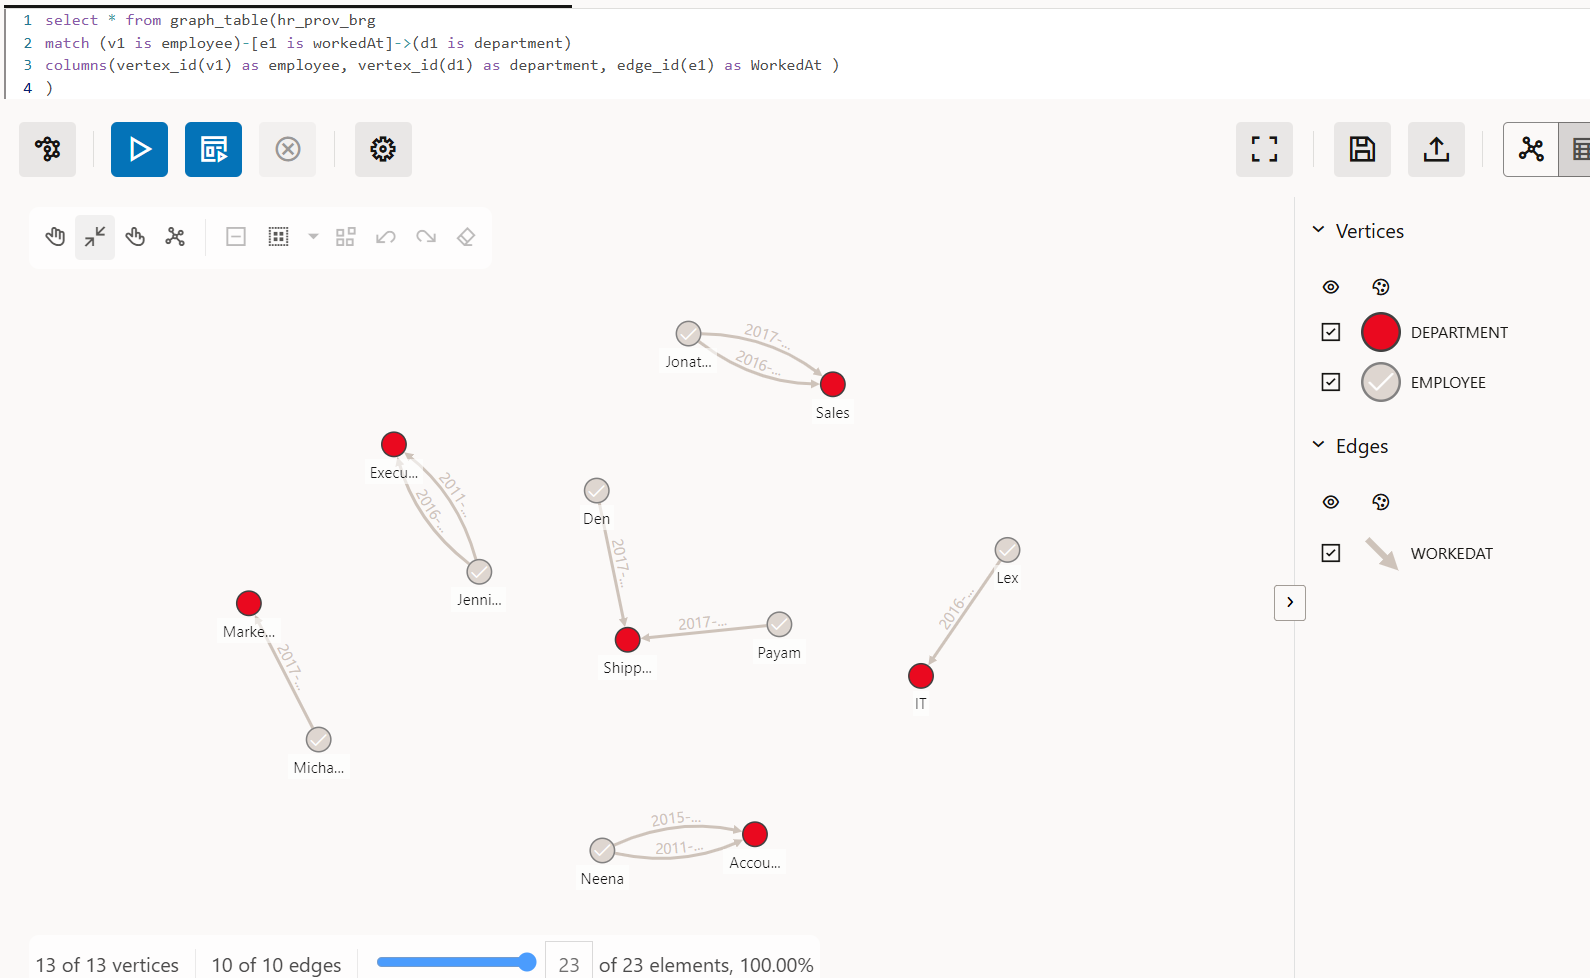 1 select * from graph_table(hr_prov_brg
2 match (v1 is employee)-[e1 is workedAt]->(d1 is department)
3 columns(vertex_id(v1) as employee, vertex_id(d1) as department, edge_id(e1) as WorkedAt )
4 )
Vertices
DEPARTMENT
EMPLOYEE
Edges
WORKEDAT
2017-...
Jonat...
2016-...
Sales
Execu...
2011-...
2016-...
Den
2017-...
Lex
Jenni...
2016-...
Marke...
2017-...
Payam
2017-...
Shipp...
IT
Micha...
2015-...
2011-...
Accou...
Neena
13 of 13 vertices 10 of 10 edges 23 of 23 elements, 100.00%